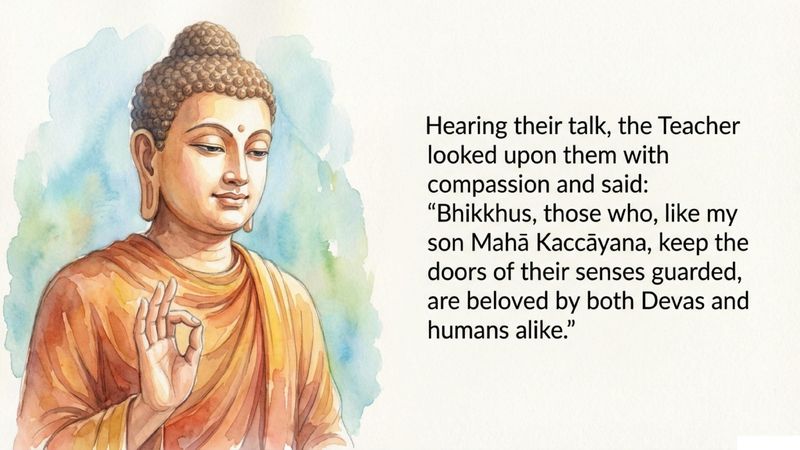 Hearing their talk, the Teacher
looked upon them with
compassion and said:
“Bhikkhus, those who, like my
son Mahā Kaccāyana, keep the
doors of their senses guarded,
are beloved by both Devas and
humans alike.”